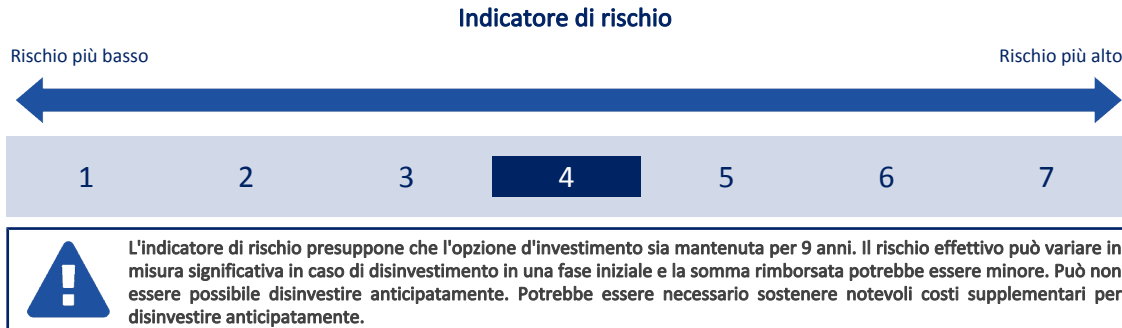 Indicatore di rischio
Rischio più basso
Rischio più alto
1 2 3 4 5 6 7
L'indicatore di rischio presuppone che l'opzione d'investimento sia mantenuta per 9 anni. Il rischio effettivo può variare in
misura significativa in caso di disinvestimento in una fase iniziale e la somma rimborsata potrebbe essere minore. Può non
essere possibile disinvestire anticipatamente. Potrebbe essere necessario sostenere notevoli costi supplementari per
disinvestire anticipatamente.